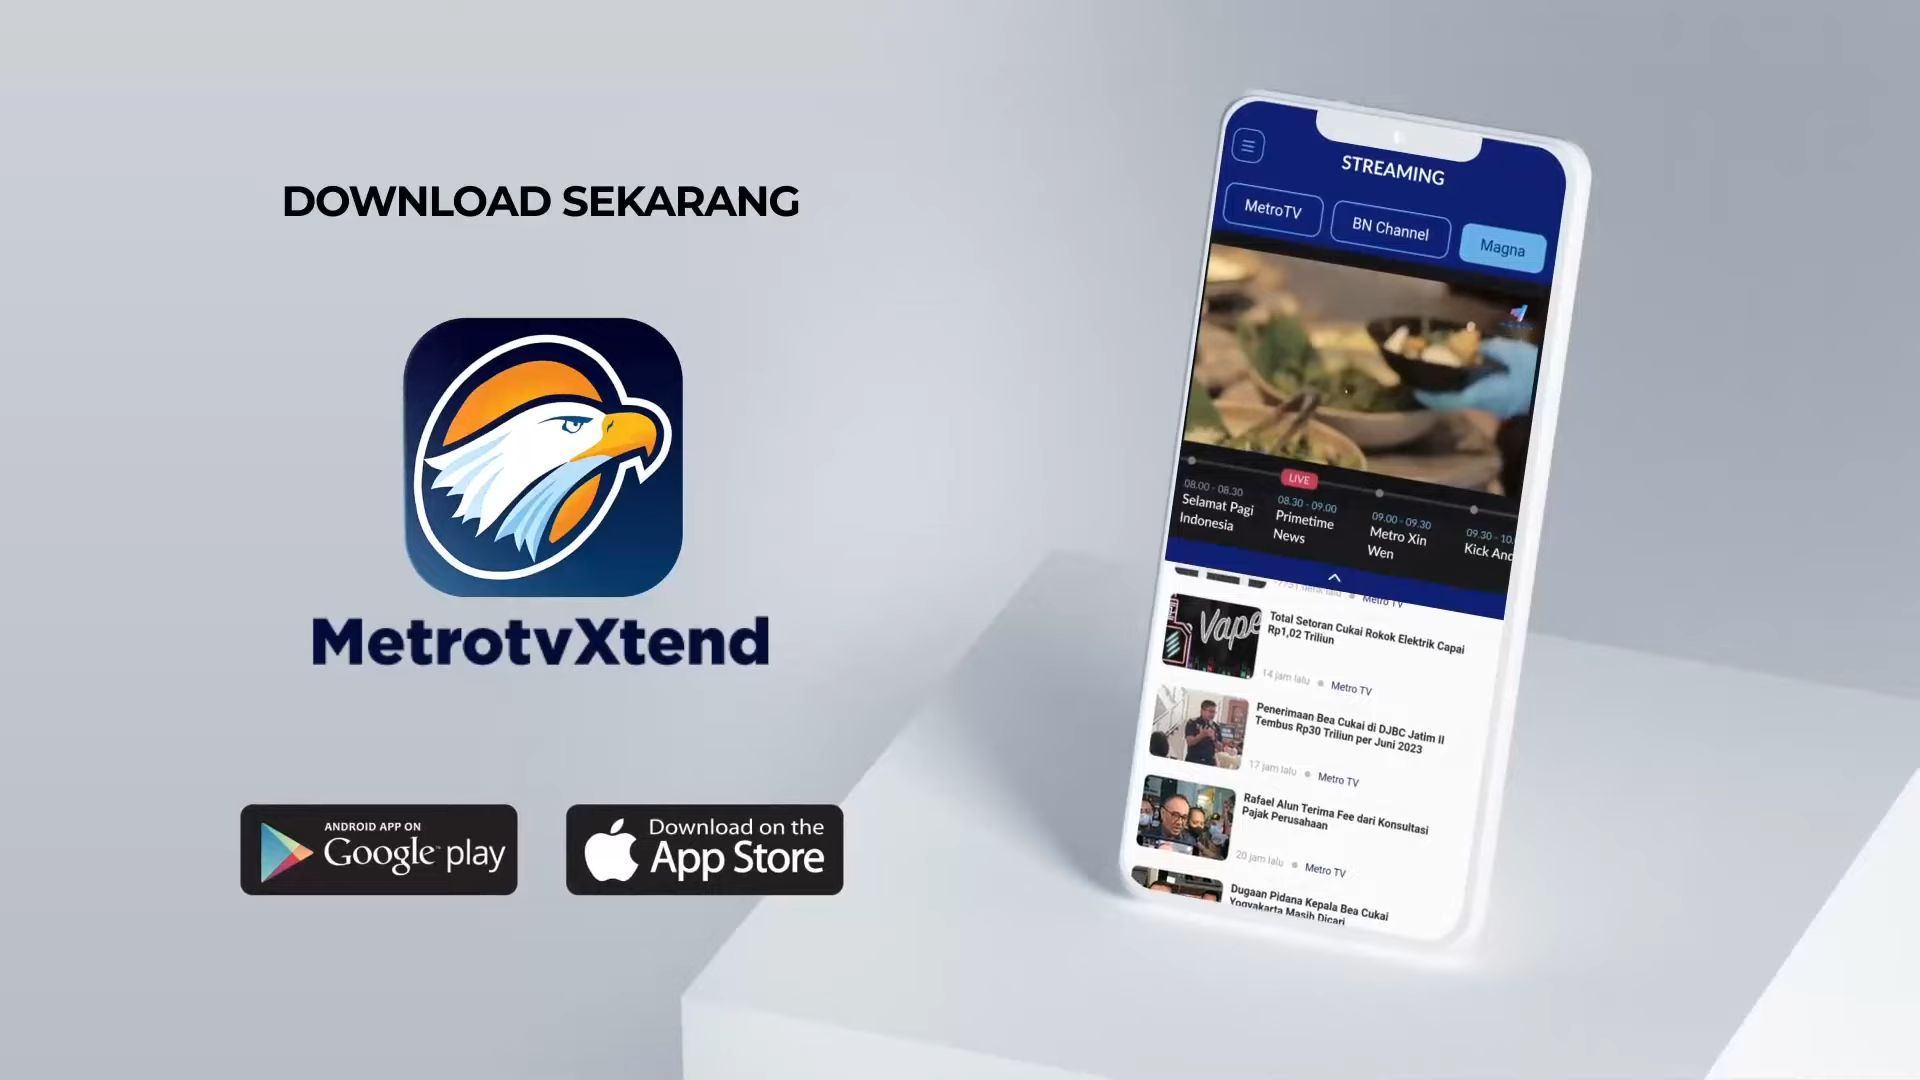 DOWNLOAD SEKARANG
MetrotvXtend
ANDROID APP ON
Google play
Download on the
App Store
STREAMING
MetroTV
BN Channel
Magna
LIVE
08.00 - 08.30
Selamat Pagi
Indonesia
08.30 - 09.00
Primetime
News
09.00 - 09.30
Metro Xin
Wen
09.30 - 10.
Kick And
Metro TV
Vape
Total Setoran Cukai Rokok Elektrik Capai
Rp1,02 Triliun
14 jam lalu • Metro TV
Penerimaan Bea Cukai di DJBC Jatim II
Tembus Rp30 Triliun per Juni 2023
17 jam lalu • Metro TV
Rafael Alun Terima Fee dari Konsultasi
Pajak Perusahaan
20 jam lalu • Metro TV
Dugaan Pidana Kepala Bea Cukai
Yogyakarta Masih Dicari